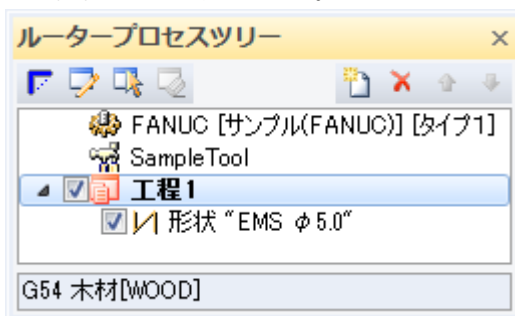 ルータープロセスツリー
FANUC [サンプル(FANUC)] [タイプ1]
SampleTool
工程1
形状 "EMS φ5.0"
G54 木材[WOOD]